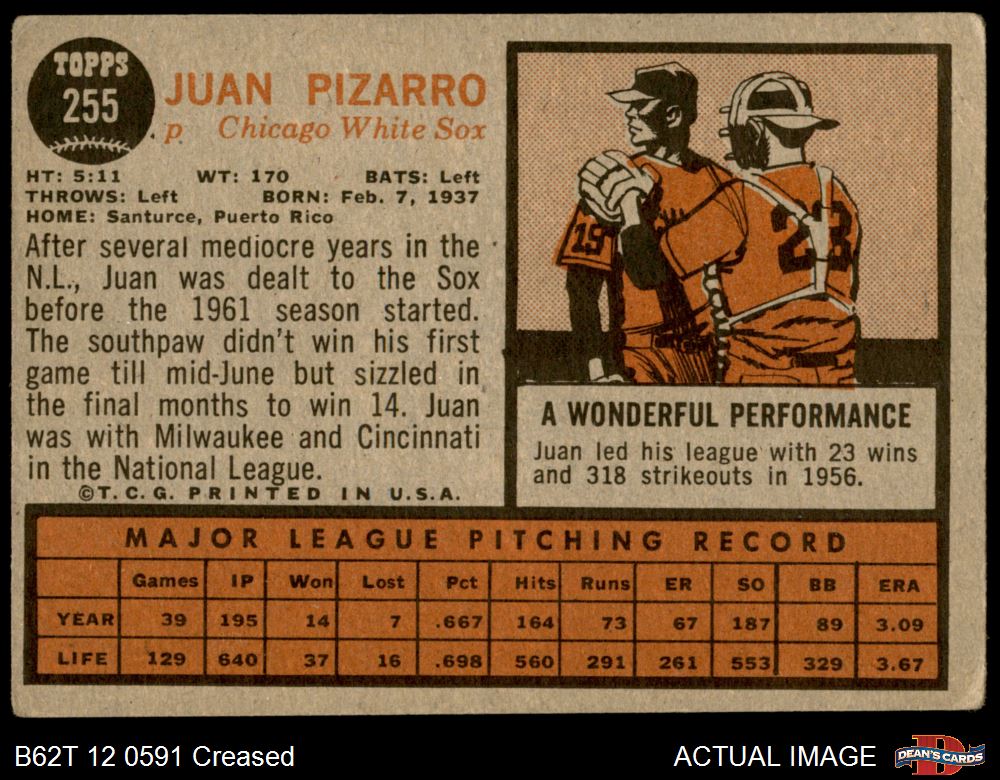 TOPPS
255
JUAN PIZARRO
p Chicago White Sox
HT: 5:11 WT: 170 BATS: Left
THROWS: Left BORN: Feb. 7, 1937
HOME: Santurce, Puerto Rico
After several mediocre years in the
N.L., Juan was dealt to the Sox
before the 1961 season started.
The southpaw didn't win his first
game till mid-June but sizzled in
the final months to win 14. Juan
was with Milwaukee and Cincinnati
in the National League.
©T.C.G. PRINTED IN U.S.A.
19
23
A WONDERFUL PERFORMANCE
Juan led his league with 23 wins
and 318 strikeouts in 1956.
MAJOR LEAGUE PITCHING RECORD
Games IP Won Lost Pct Hits Runs ER SO BB ERA
YEAR 39 195 14 7 .667 164 73 67 187 89 3.09
LIFE 129 640 37 16 .698 560 291 261 553 329 3.67
B62T 12 0591 Creased
ACTUAL IMAGE
DEAN'S CARDS